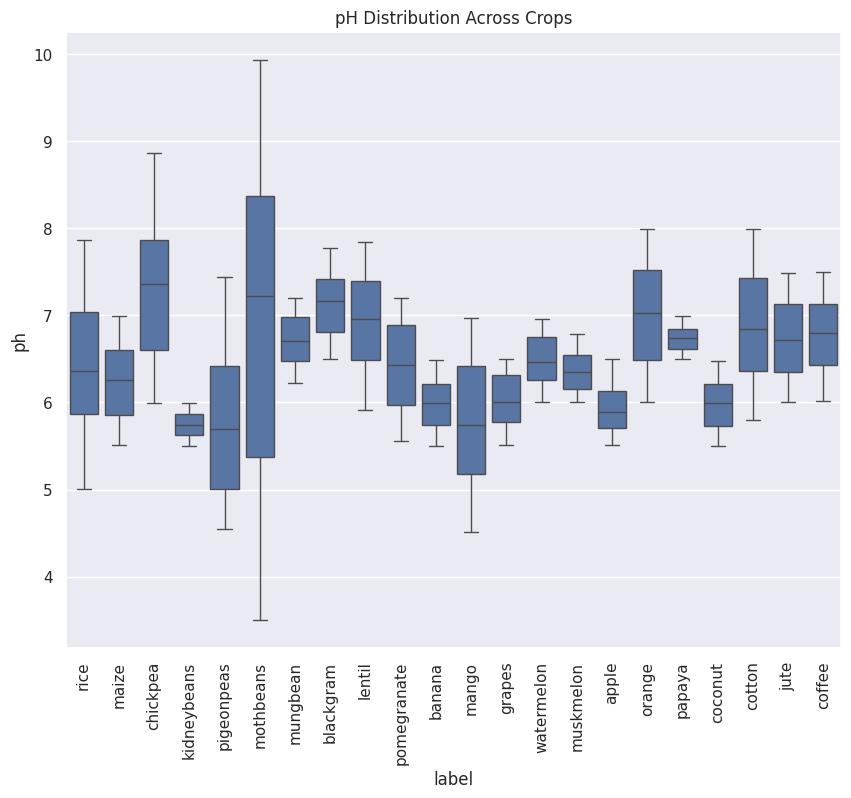 pH Distribution Across Crops
10
9
8
7
6
5
4
ph
rice
maize
chickpea
kidneybeans
pigeonpeas
mothbeans
mungbean
blackgram
lentil
pomegranate
banana
mango
grapes
watermelon
muskmelon
apple
orange
papaya
coconut
cotton
jute
coffee
label